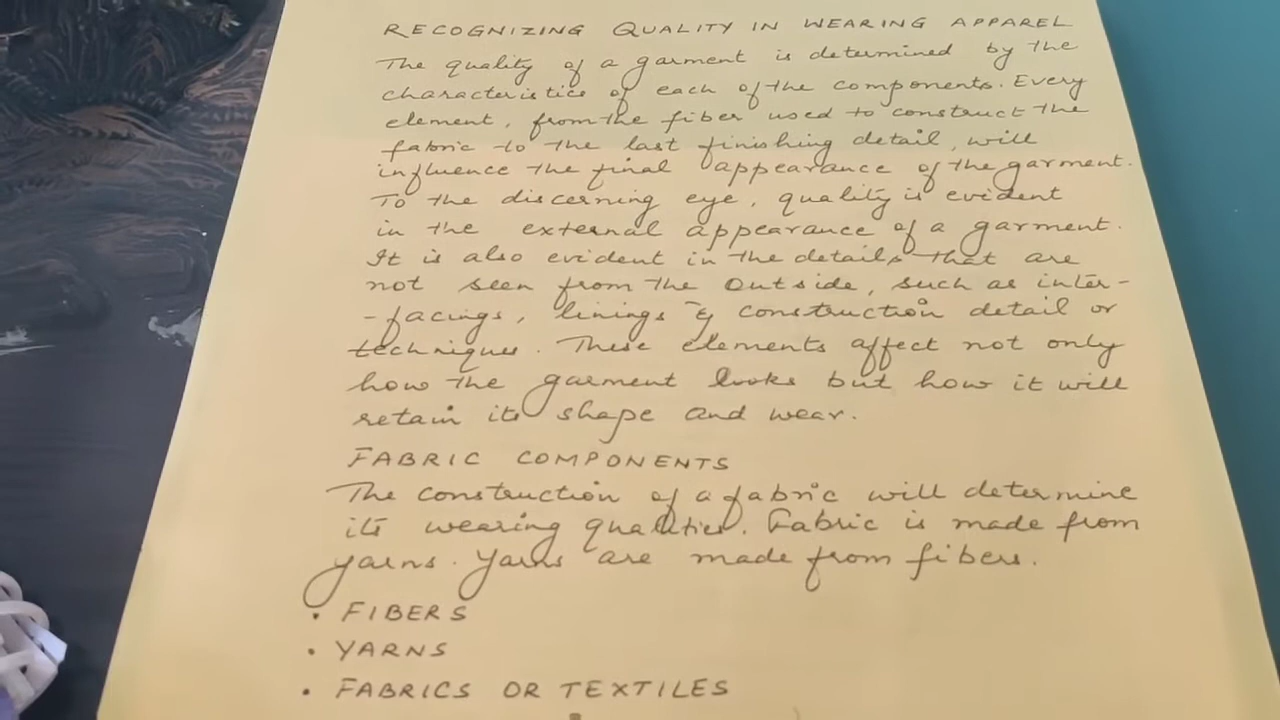 RECOGNIZING QUALITY IN WEARING APPAREL
The quality of a garment is determined by the
characteristics of each of the components. Every
element, from the fiber used to construct the
fabric to the last finishing detail, will
influence the final appearance of the garment.
To the discerning eye, quality is evident
in the external appearance of a garment.
It is also evident in the details that are
not seen from the outside, such as inter-
-facings, linings & construction detail or
techniques. These elements affect not only
how the garment looks but how it will
retain its shape and wear.
FABRIC COMPONENTS
The construction of a fabric will determine
its wearing qualities. Fabric is made from
yarns. Yarns are made from fibers.
• FIBERS
• YARNS
• FABRICS OR TEXTILES